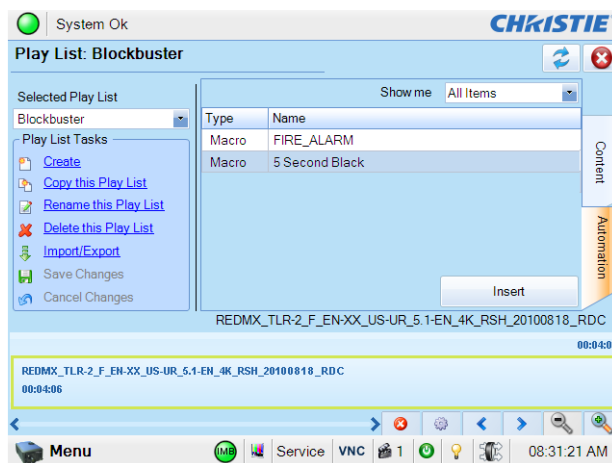 System Ok
CHRISTIE
Play List: Blockbuster
Selected Play List
Blockbuster
Play List Tasks
Create
Copy this Play List
Rename this Play List
Delete this Play List
Import/Export
Save Changes
Cancel Changes
Show me All Items
Type Name
Macro FIRE_ALARM
Macro 5 Second Black
Content
Automation
Insert
REDMX_TLR-2_F_EN-XX_US-UR_5.1-EN_4K_RSH_20100818_RDC
00:04:0
REDMX_TLR-2_F_EN-XX_US-UR_5.1-EN_4K_RSH_20100818_RDC
00:04:06
Menu IMB Service VNC 1 08:31:21 AM